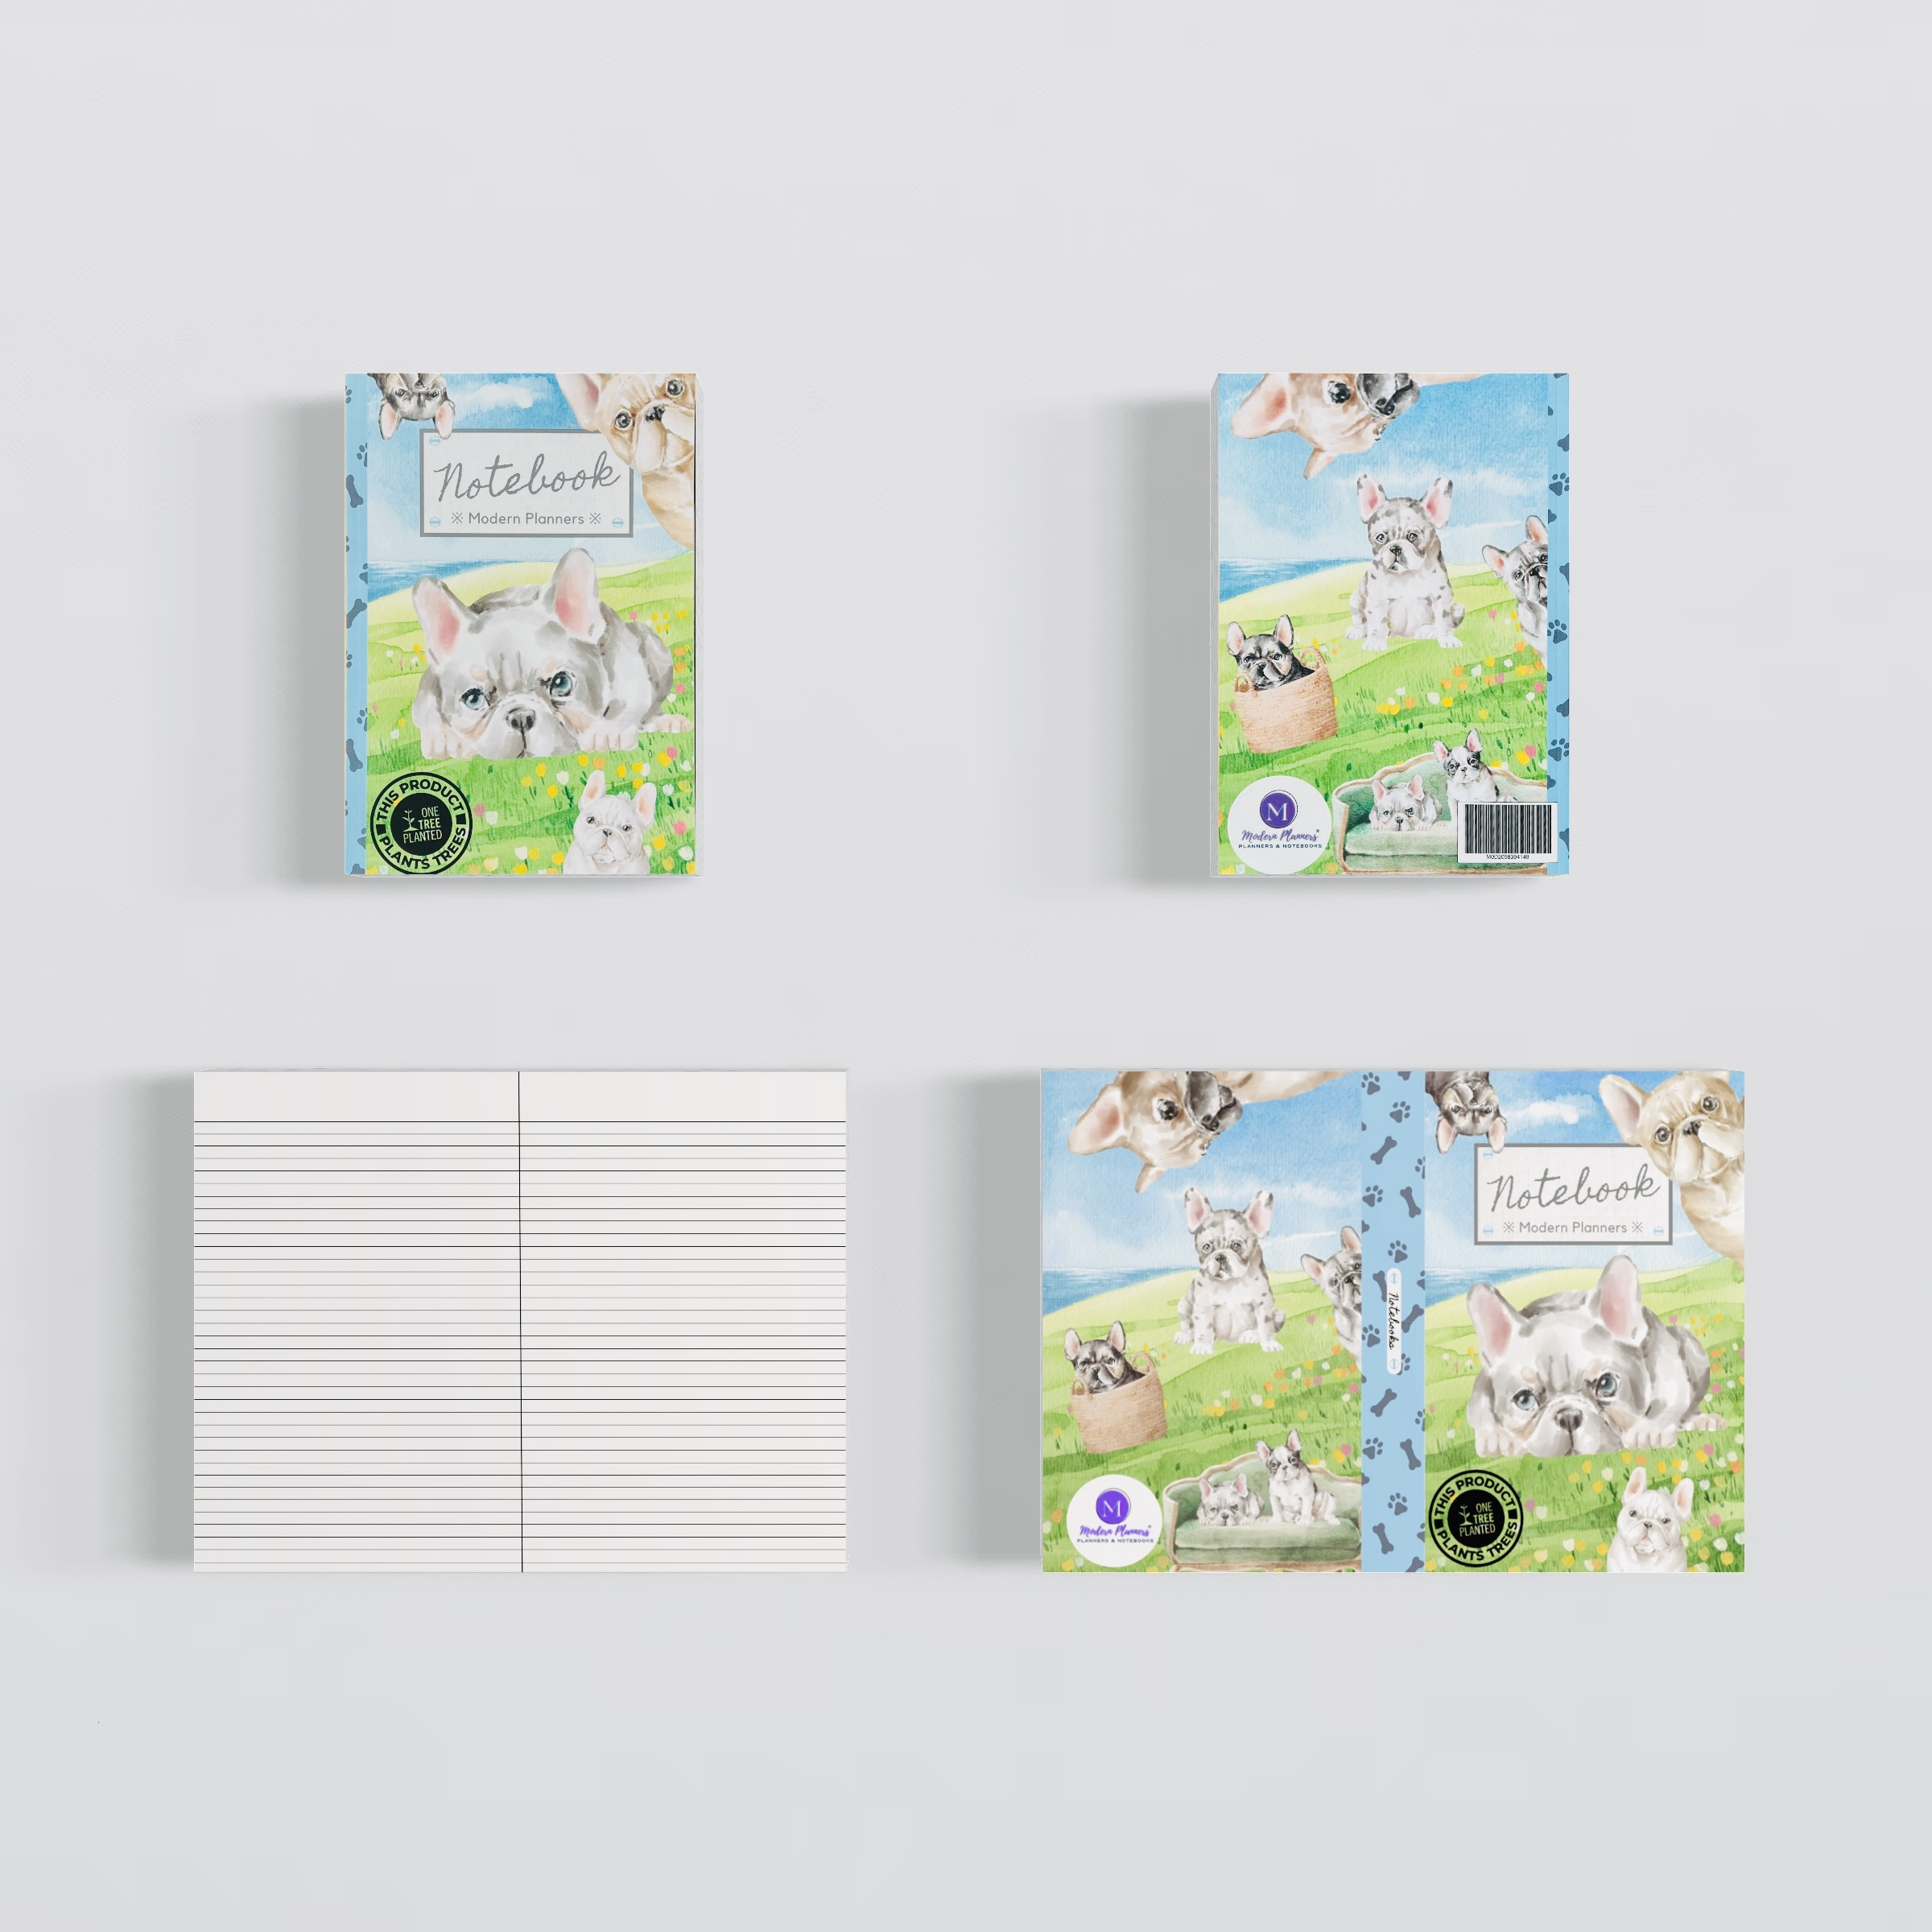 Notebook
※ Modern Planners ※
THIS PRODUCT
ONE
TREE
PLANTED
PLANTS TREES
M
Modern Planners®
PLANNERS & NOTEBOOKS
M
Modern Planners®
PLANNERS & NOTEBOOKS
Notebooks
Notebook
※ Modern Planners ※
THIS PRODUCT
ONE
TREE
PLANTED
PLANTS TREES